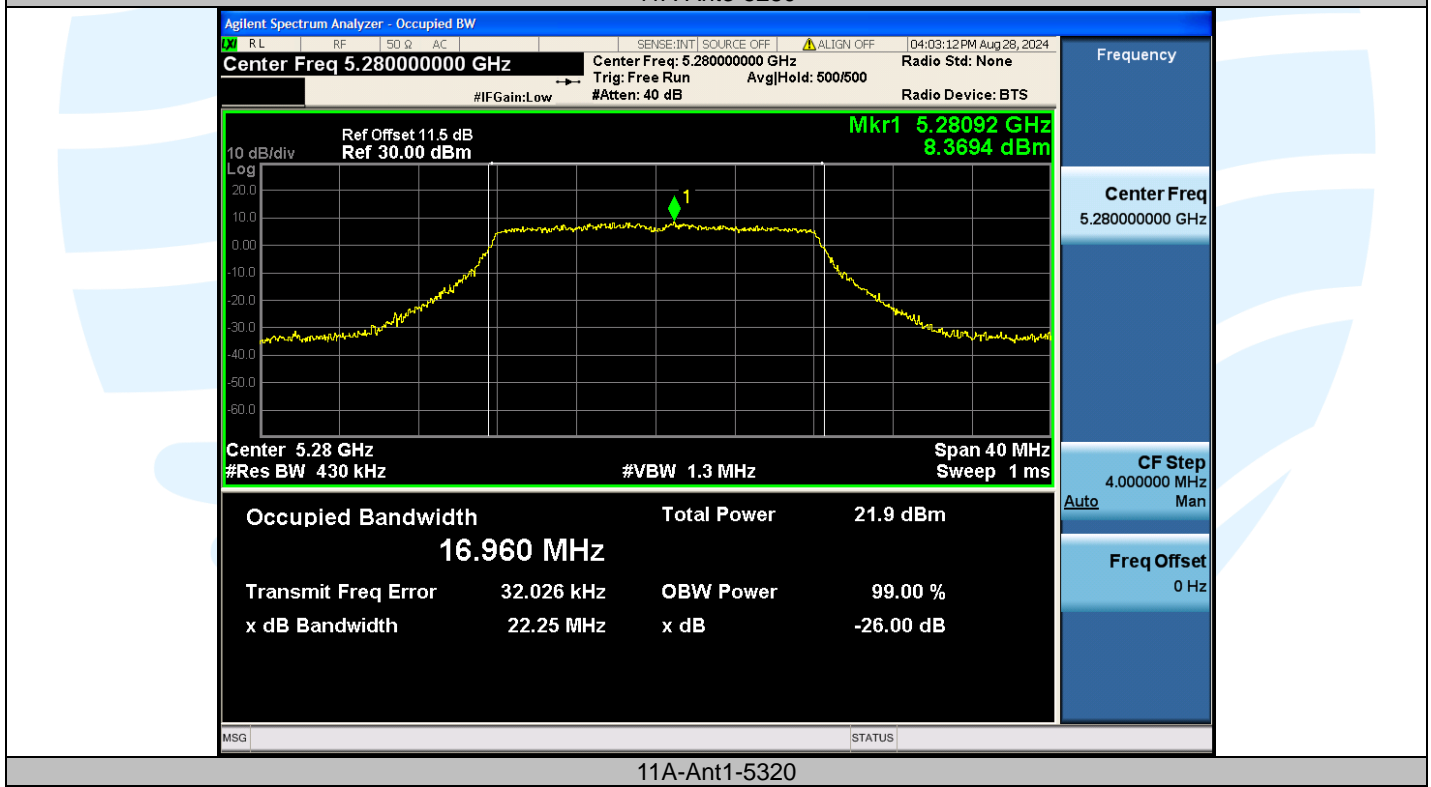 Agilent Spectrum Analyzer - Occupied BW
LXI RL RF 50 Ω AC SENSE:INT SOURCE OFF ALIGN OFF 04:03:12 PM Aug 28, 2024
Center Freq 5.280000000 GHz
Center Freq: 5.280000000 GHz Radio Std: None
Trig: Free Run Avg|Hold: 500/500
#IFGain:Low #Atten: 40 dB Radio Device: BTS
Mkr1 5.28092 GHz
8.3694 dBm
Ref Offset 11.5 dB
10 dB/div Ref 30.00 dBm
Log
20.0
10.0
0.00
-10.0
-20.0
-30.0
-40.0
-50.0
-60.0
1
Center 5.28 GHz Span 40 MHz
#Res BW 430 kHz #VBW 1.3 MHz Sweep 1 ms
Occupied Bandwidth Total Power 21.9 dBm
16.960 MHz
Transmit Freq Error 32.026 kHz OBW Power 99.00 %
x dB Bandwidth 22.25 MHz x dB -26.00 dB
MSG STATUS
Frequency
Center Freq
5.280000000 GHz
CF Step
4.000000 MHz
Auto Man
Freq Offset
0 Hz
11A-Ant1-5320